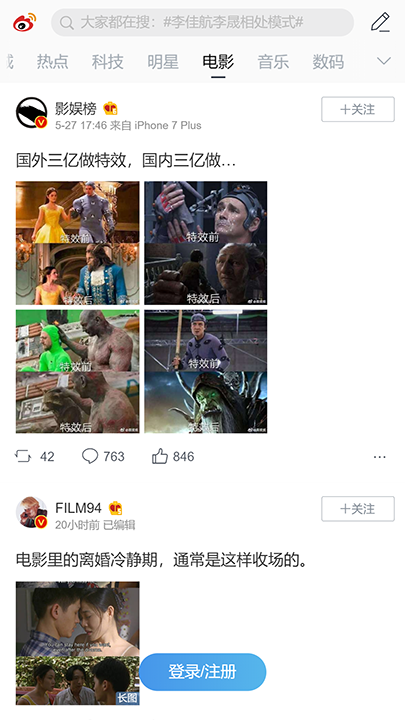 大家都在搜：#李佳航李晟相处模式#
热点 科技 明星 电影 音乐 数码
影娱榜
+关注
5-27 17:46 来自 iPhone 7 Plus
国外三亿做特效，国内三亿做…
特效前
特效前
特效后
特效后
特效前
特效前
特效后
特效后
42 763 846
FILM94
+关注
20小时前 已编辑
电影里的离婚冷静期，通常是这样收场的。
长图
登录/注册